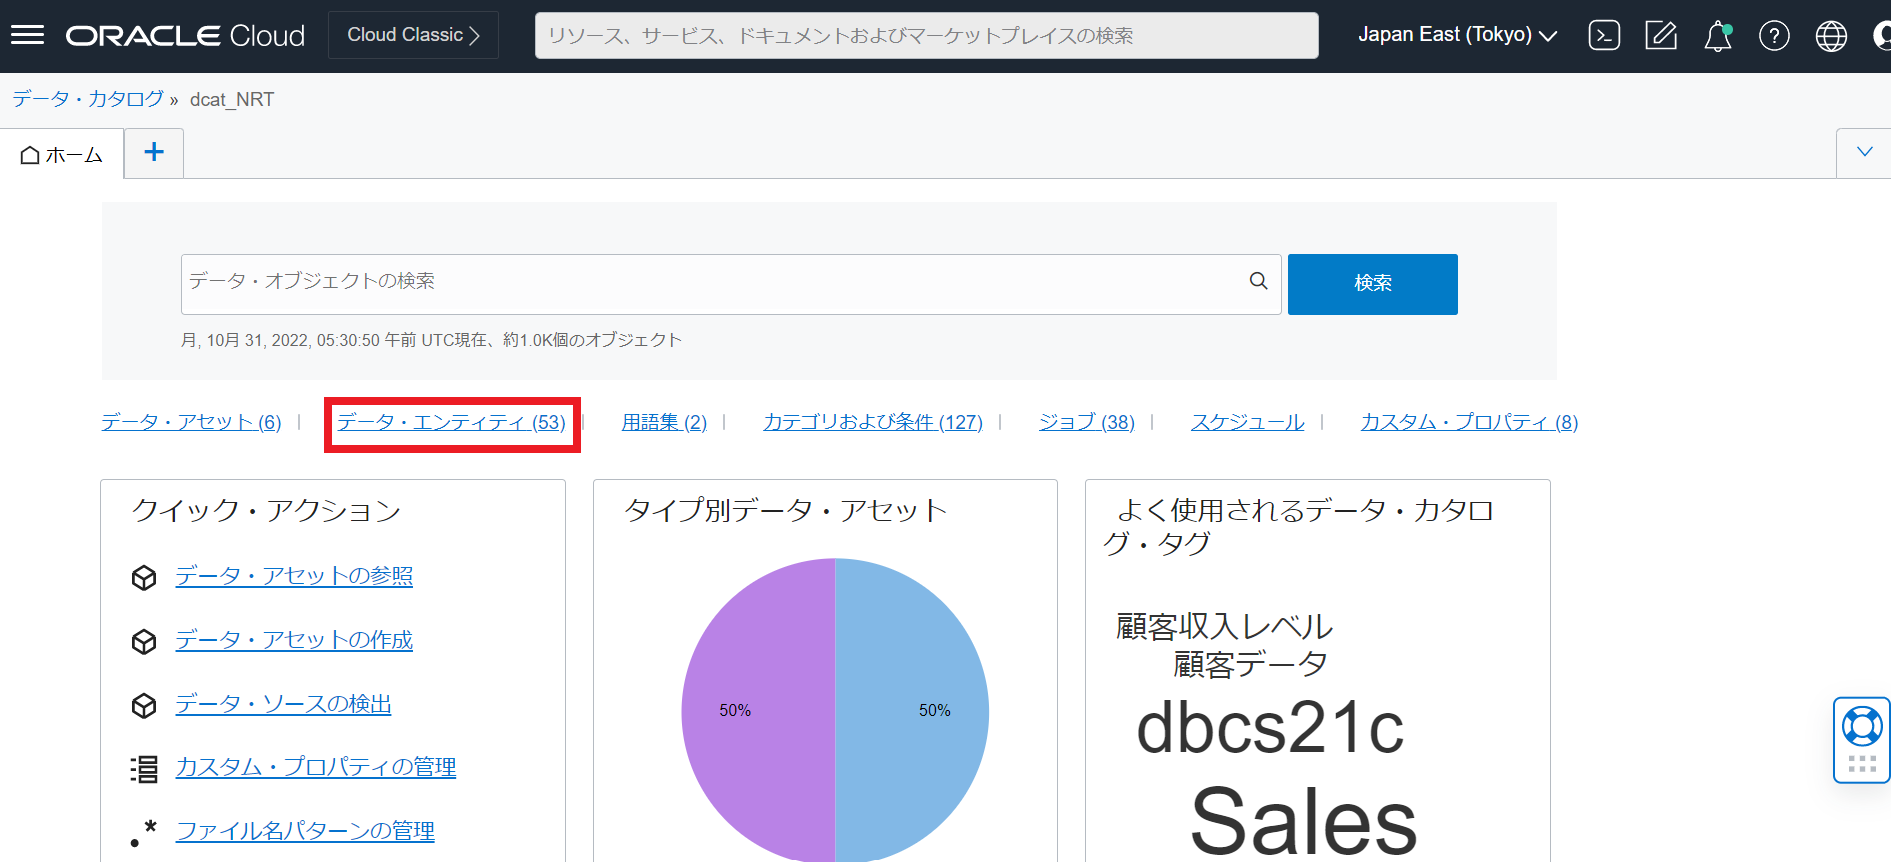 ORACLE Cloud
Cloud Classic
リソース、サービス、ドキュメントおよびマーケットプレイスの検索
Japan East (Tokyo)
データ・カタログ » dcat_NRT
ホーム
+
データ・オブジェクトの検索
検索
月, 10月 31, 2022, 05:30:50 午前 UTC現在、約1.0K個のオブジェクト
データ・アセット (6) | データ・エンティティ (53) | 用語集 (2) | カテゴリおよび条件 (127) | ジョブ (38) | スケジュール | カスタム・プロパティ (8)
クイック・アクション
データ・アセットの参照
データ・アセットの作成
データ・ソースの検出
カスタム・プロパティの管理
ファイル名パターンの管理
タイプ別データ・アセット
50%
50%
よく使用されるデータ・カタロ
グ・タグ
顧客収入レベル
顧客データ
dbcs21c
Sales